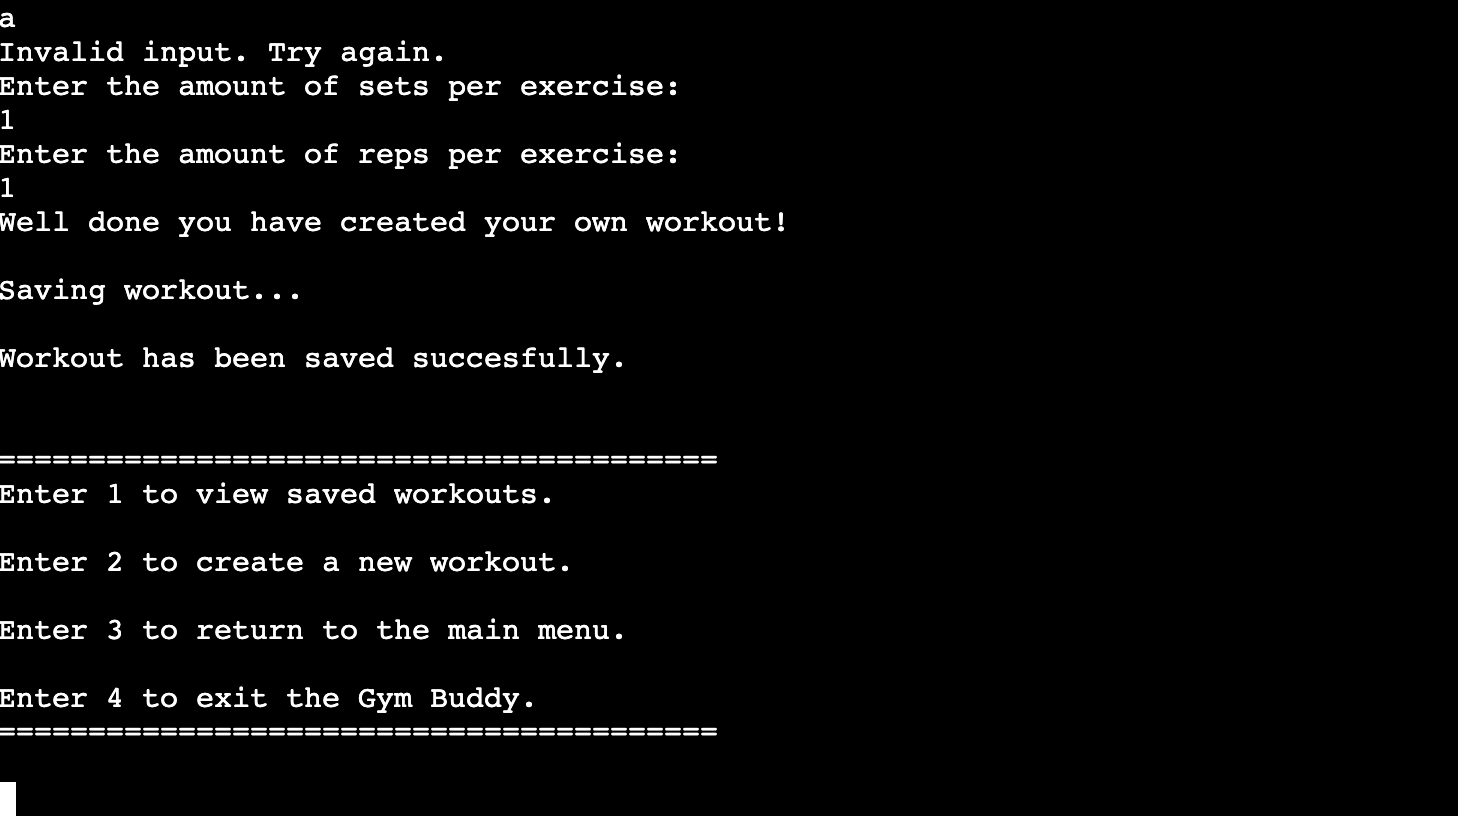 a
Invalid input. Try again.
Enter the amount of sets per exercise:
1
Enter the amount of reps per exercise:
1
Well done you have created your own workout!
Saving workout...
Workout has been saved succesfully.
========================================
Enter 1 to view saved workouts.
Enter 2 to create a new workout.
Enter 3 to return to the main menu.
Enter 4 to exit the Gym Buddy.
========================================